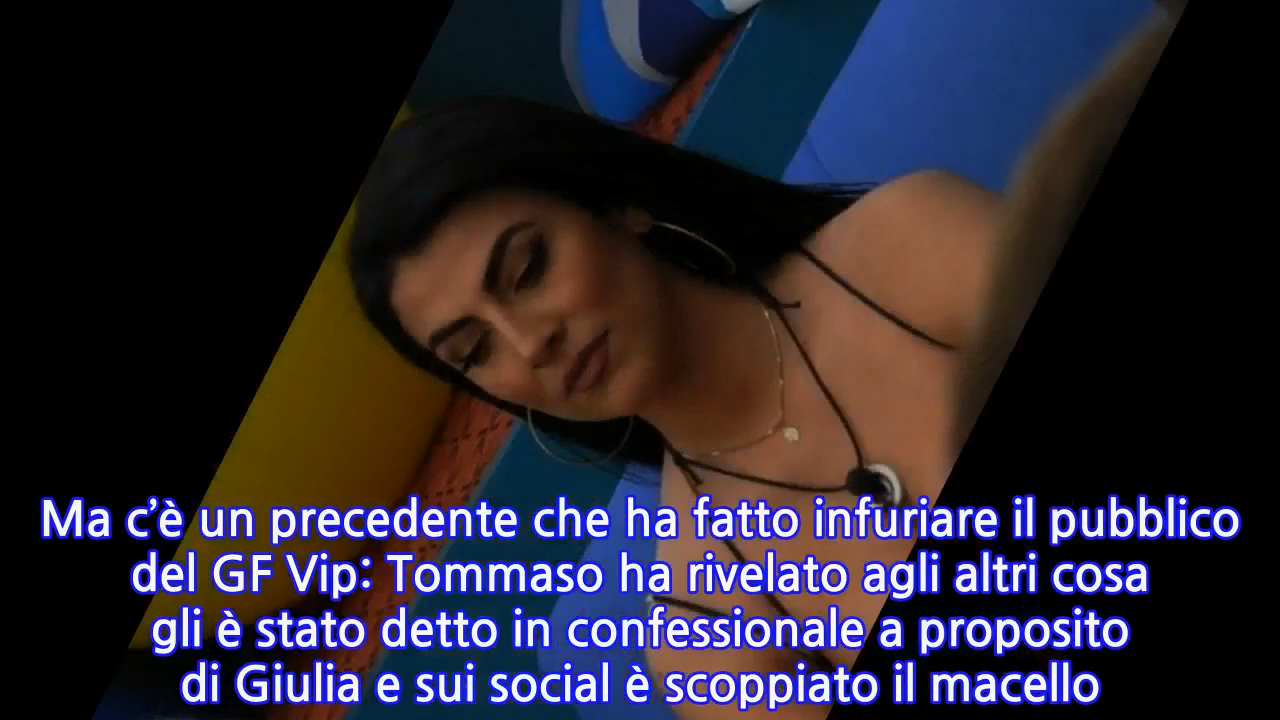 Ma c’è un precedente che ha fatto infuriare il pubblico
del GF Vip: Tommaso ha rivelato agli altri cosa
gli è stato detto in confessionale a proposito
di Giulia e sui social è scoppiato il macello